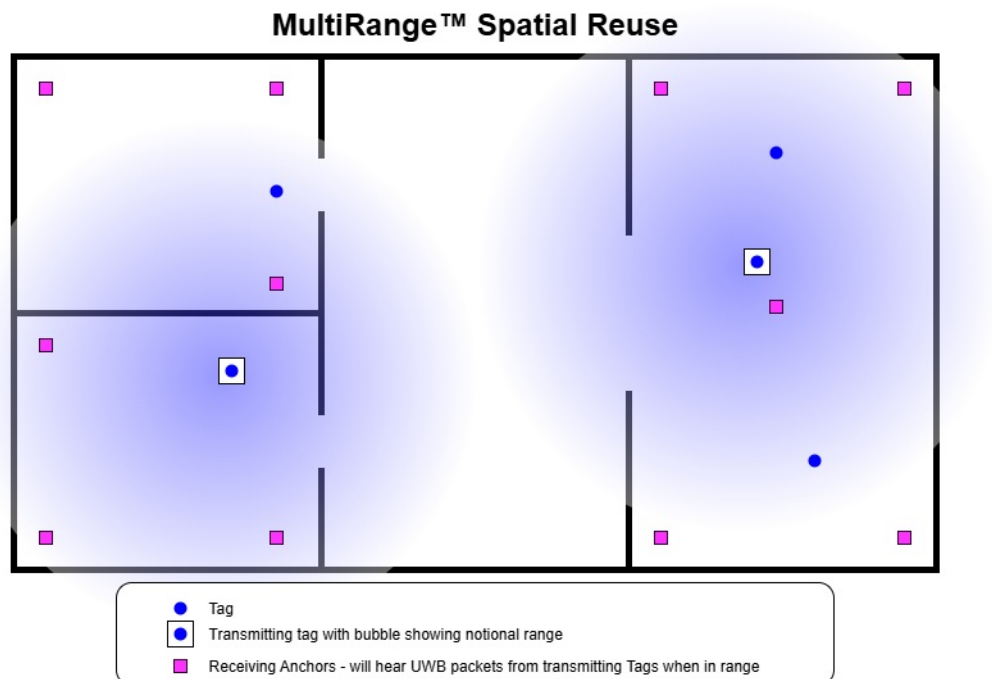 MultiRange™ Spatial Reuse
Tag
Transmitting tag with bubble showing notional range
Receiving Anchors - will hear UWB packets from transmitting Tags when in range